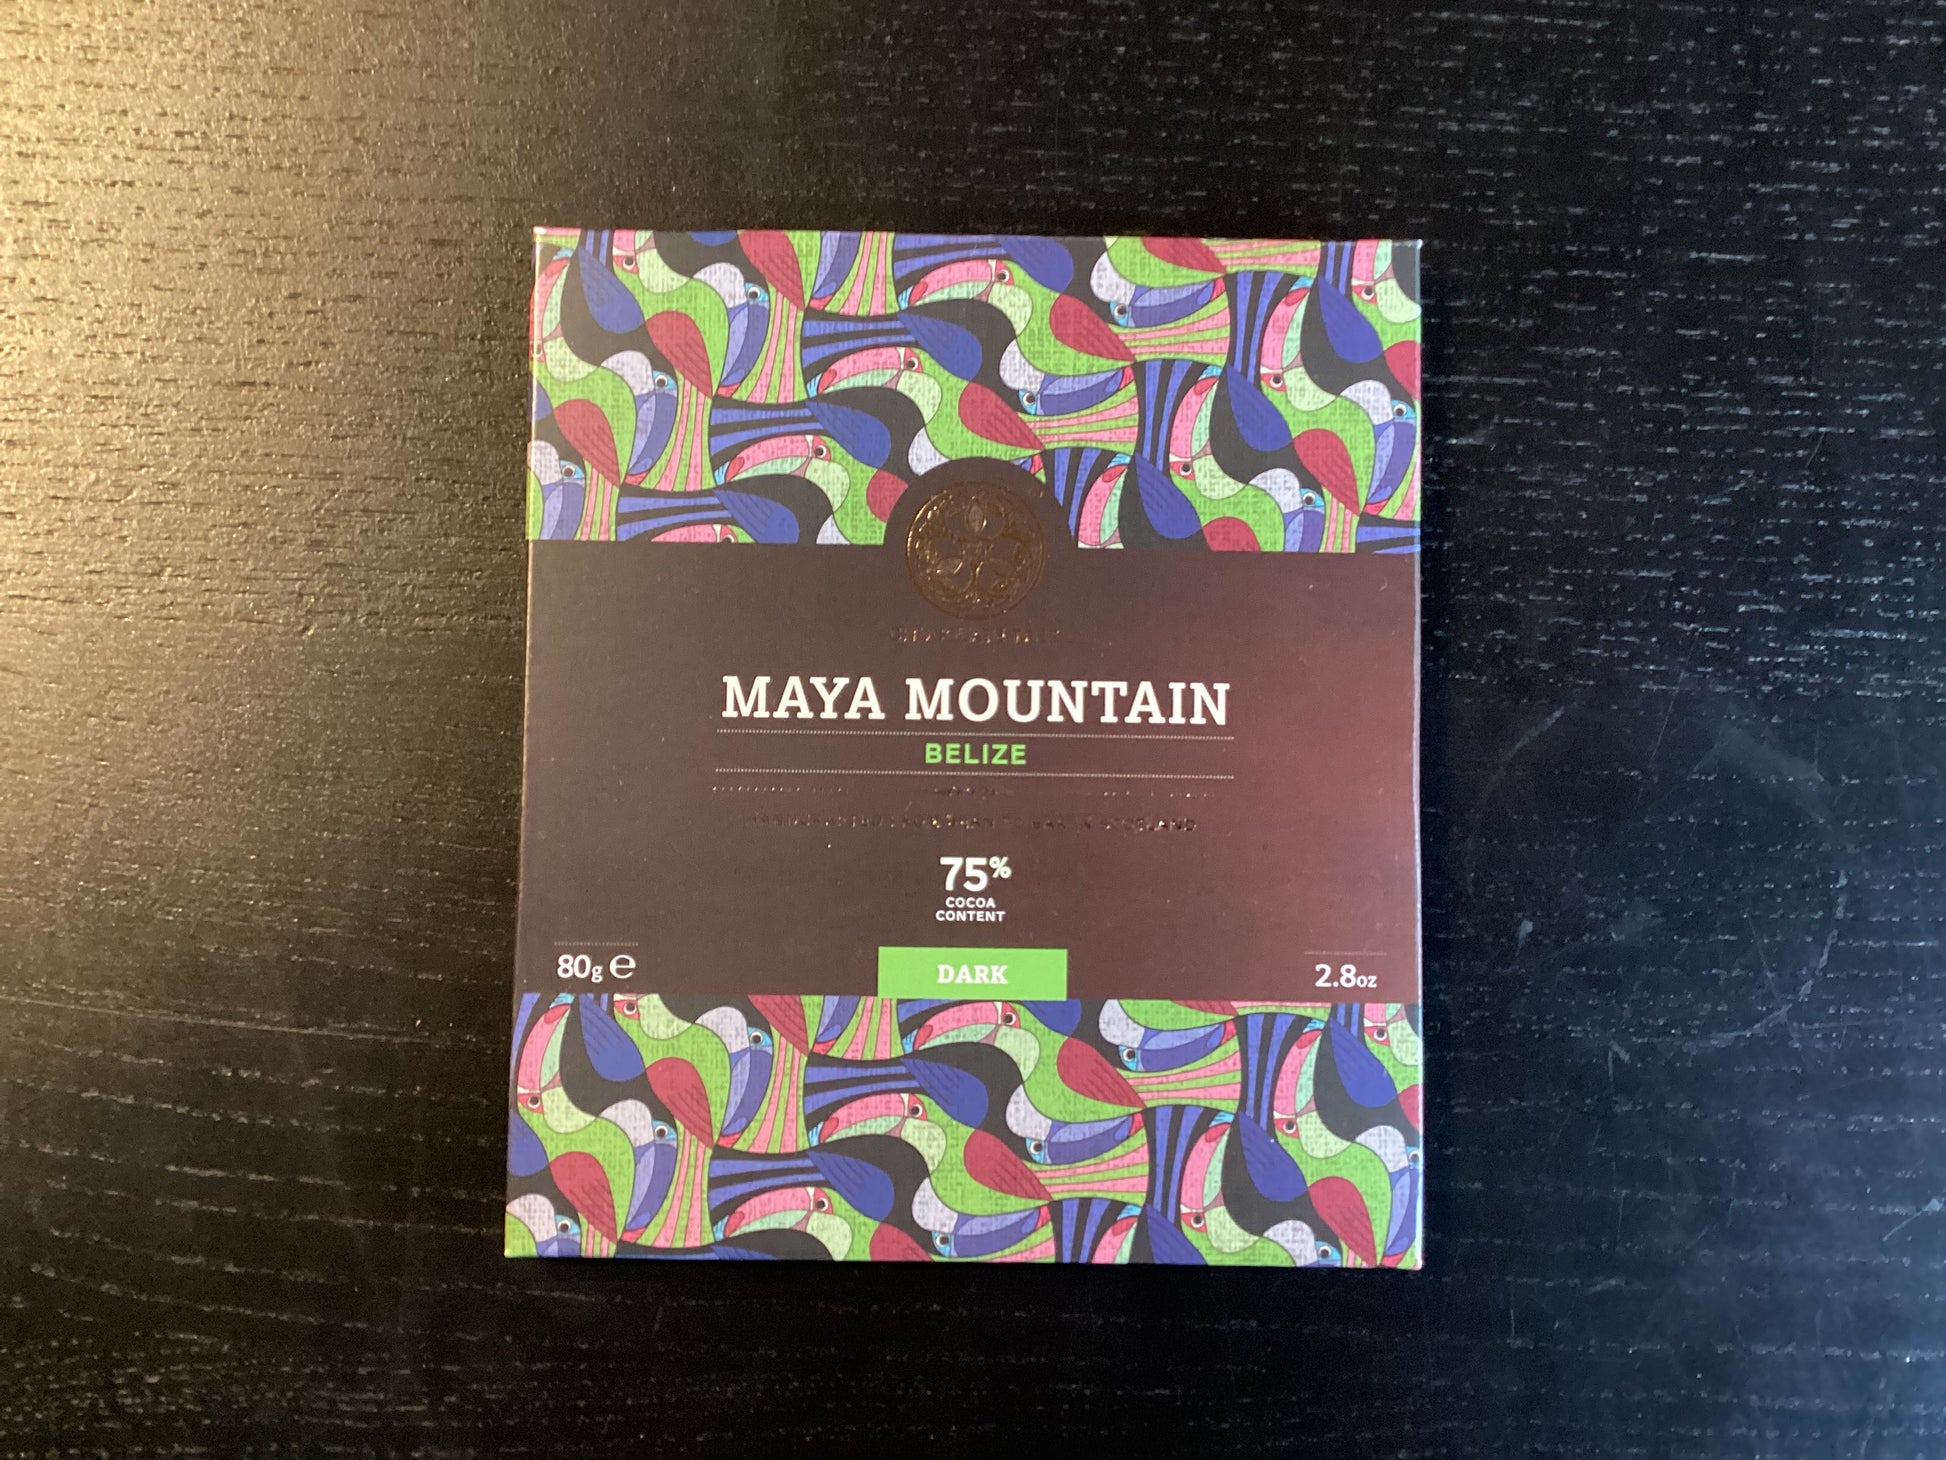 MAYA MOUNTAIN
BELIZE
75%
COCOA
CONTENT
80g ℮
DARK
2.8oz